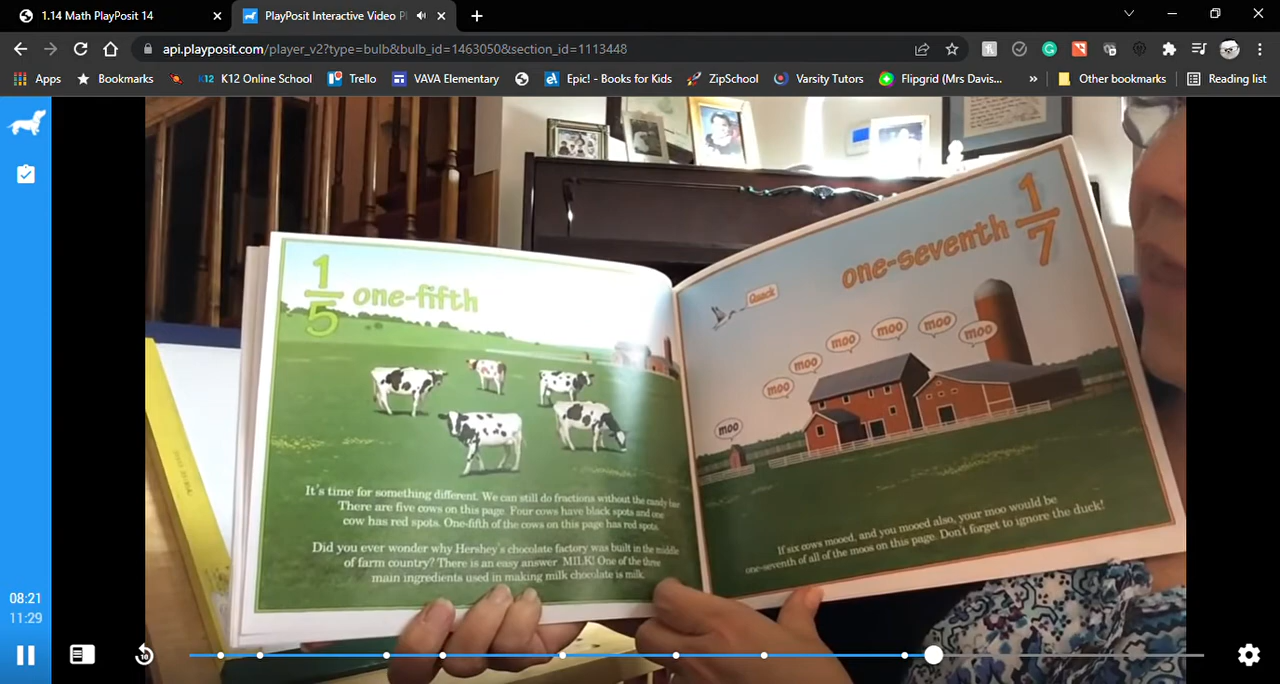 1.14 Math PlayPosit 14
PlayPosit Interactive Video P
api.playposit.com/player_v2?type=bulb&bulb_id=1463050&section_id=1113448
Apps
Bookmarks
K12 K12 Online School
Trello
VAVA Elementary
Epic! - Books for Kids
ZipSchool
Varsity Tutors
Flipgrid (Mrs Davis...
»
Other bookmarks
Reading list
1/5 one-fifth
It's time for something different. We can still do fractions without the candy bar.
There are five cows on this page. Four cows have black spots and one
cow has red spots. One-fifth of the cows on this page has red spots.
Did you ever wonder why Hershey's chocolate factory was built in the middle
of farm country? There is an easy answer MILK! One of the three
main ingredients used in making milk chocolate is milk.
one-seventh 1/7
Quack
moo
moo
moo
moo
moo
moo
moo
If six cows mooed, and you mooed also, your moo would be
one-seventh of all of the moos on this page. Don't forget to ignore the duck!
08:21
11:29
10